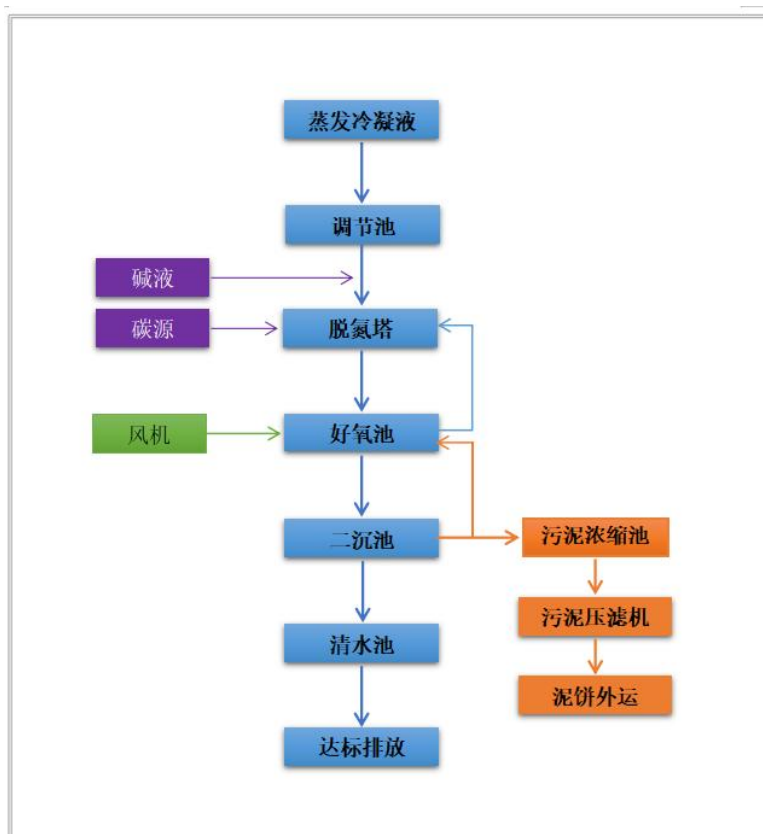 蒸发冷凝液
调节池
碱液
碳源
脱氮塔
风机
好氧池
二沉池
污泥浓缩池
污泥压滤机
清水池
泥饼外运
达标排放